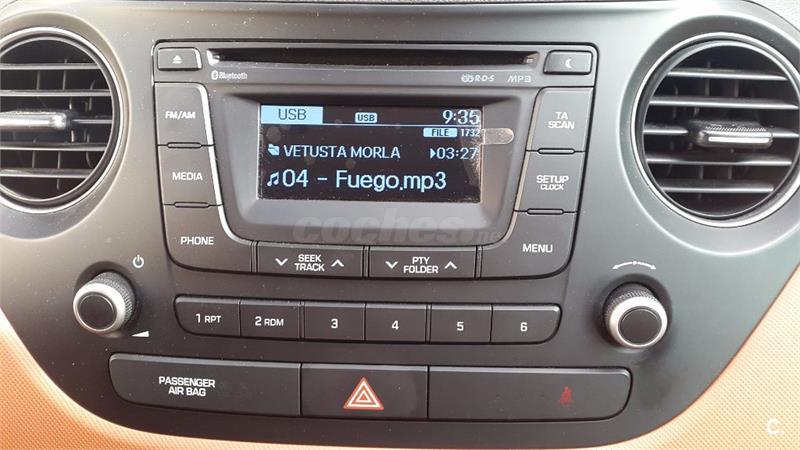 Bluetooth
R·D·S
MP3
FM/AM
MEDIA
PHONE
USB
USB
9:35
FILE 1732
VETUSTA MORLA
03:27
04 - Fuego.mp3
TA
SCAN
SETUP
CLOCK
MENU
coches.net
SEEK
TRACK
PTY
FOLDER
1 RPT
2 RDM
3
4
5
6
PASSENGER
AIR BAG
C.